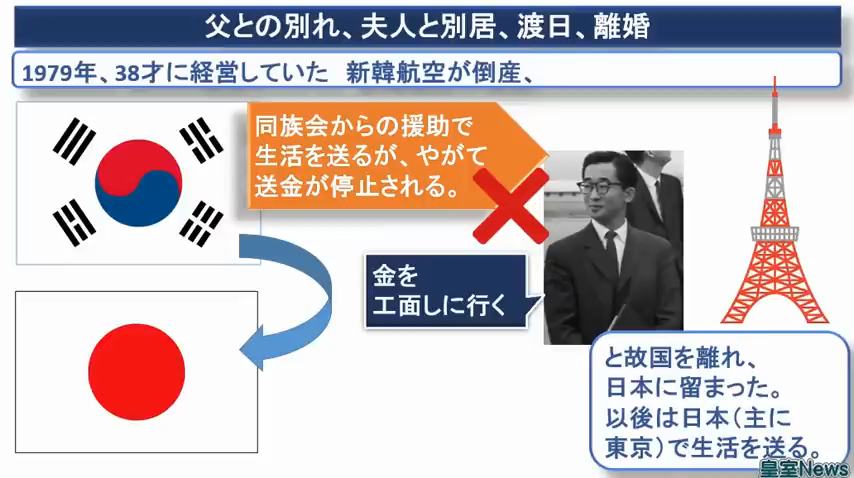 父との別れ、夫人と別居、渡日、離婚
1979年、38才に経営していた　新韓航空が倒産、
同族会からの援助で
生活を送るが、やがて
送金が停止される。
金を
工面しに行く
と故国を離れ、
日本に留まった。
以後は日本（主に
東京）で生活を送る。
皇室News